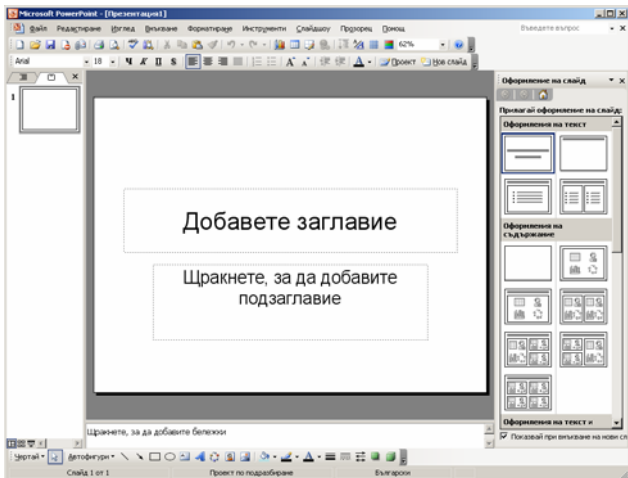 Microsoft PowerPoint - [Презентация1]
Файл Редактиране Изглед Вмъкване Форматиране Инструменти Слайдшоу Прозорец Помощ
Въведете въпрос
62%
Arial 18 Ч К П S Проект Нов слайд
Оформление на слайд
1
Прилагай оформление на слайд:
Оформления на текст
Добавете заглавие
Щракнете, за да добавите
подзаглавие
Оформления на
съдържание
Щракнете, за да добавите бележки
Оформления на текст и
Показвай при вмъкване на нови сл
Чертай Автофигури
Слайд 1 от 1 Проект по подразбиране Български